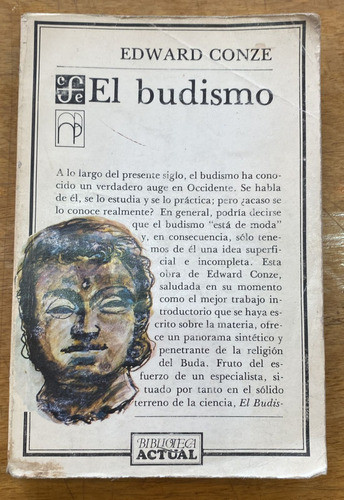 EDWARD CONZE
El budismo
A lo largo del presente siglo, el budismo ha cono-
cido un verdadero auge en Occidente. Se habla
de él, se lo estudia y se lo práctica; pero ¿acaso se
lo conoce realmente? En general, podría decirse
que el budismo “está de moda”
y, en consecuencia, sólo tene-
mos de él una idea superfi-
cial e incompleta. Esta
obra de Edward Conze,
saludada en su momento
como el mejor trabajo in-
troductorio que se haya es-
crito sobre la materia, ofre-
ce un panorama sintético y
penetrante de la religión
del Buda. Fruto del es-
fuerzo de un especialista, si-
tuado por tanto en el sólido
terreno de la ciencia, El Budis-
BIBLIOTECA
ACTUAL